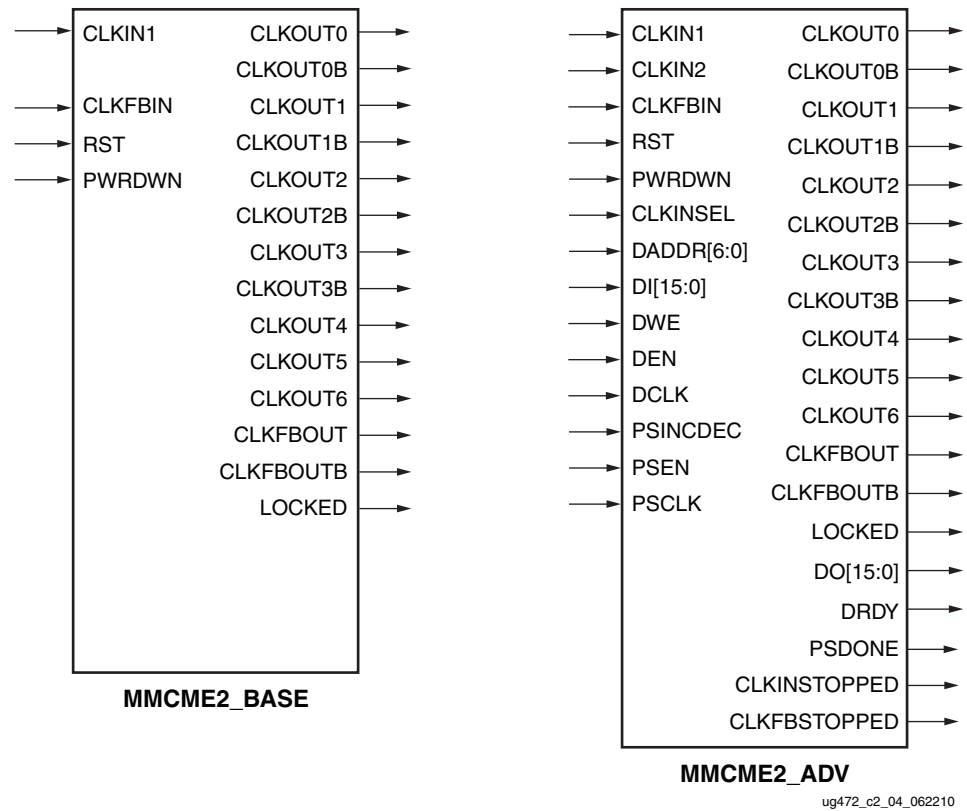 CLKIN1 CLKOUT0
CLKOUT0B
CLKFBIN CLKOUT1
RST CLKOUT1B
PWRDWN CLKOUT2
CLKOUT2B
CLKOUT3
CLKOUT3B
CLKOUT4
CLKOUT5
CLKOUT6
CLKFBOUT
CLKFBOUTB
LOCKED
MMCME2_BASE
CLKIN1 CLKOUT0
CLKIN2 CLKOUT0B
CLKFBIN CLKOUT1
RST CLKOUT1B
PWRDWN CLKOUT2
CLKINSEL CLKOUT2B
DADDR[6:0] CLKOUT3
DI[15:0] CLKOUT3B
DWE CLKOUT4
DEN CLKOUT5
DCLK CLKOUT6
PSINCDEC CLKFBOUT
PSEN CLKFBOUTB
PSCLK LOCKED
DO[15:0]
DRDY
PSDONE
CLKINSTOPPED
CLKFBSTOPPED
MMCME2_ADV
ug472_c2_04_062210